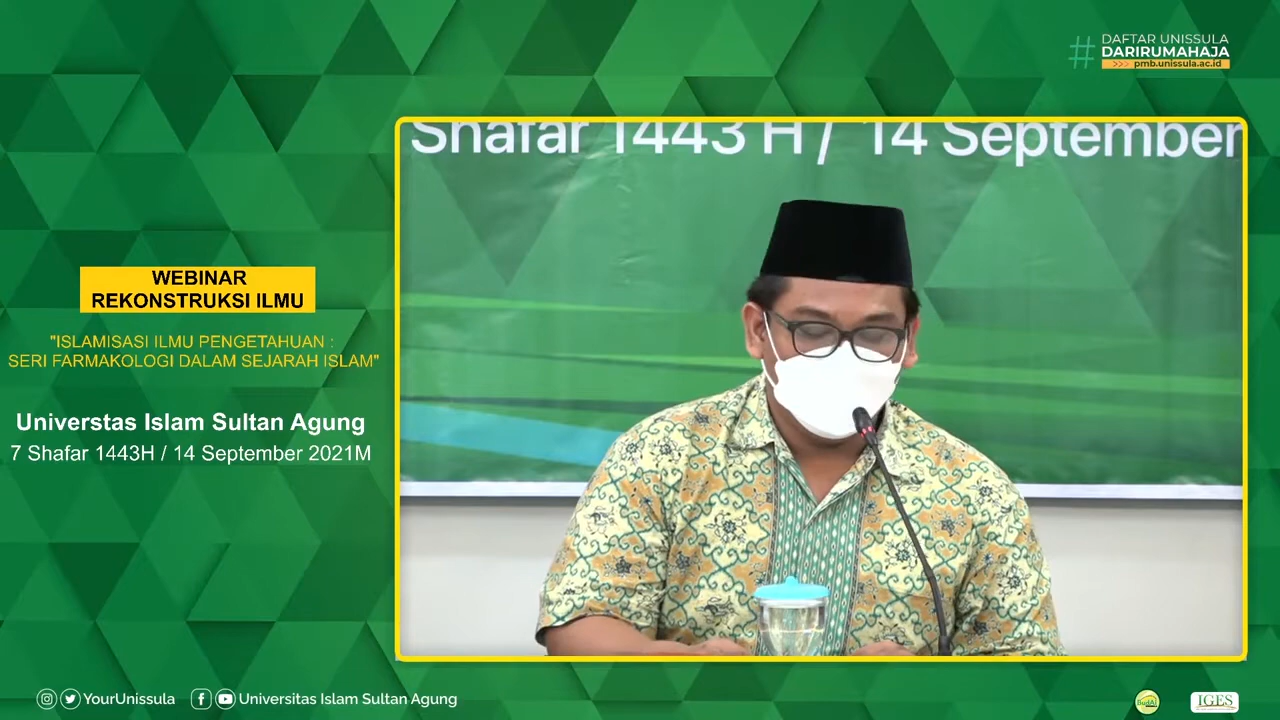 # DAFTAR UNISSULA
DARIRUMAHAJA
>>> pmb.unissula.ac.id
Shafar 1443 H / 14 September
WEBINAR
REKONSTRUKSI ILMU
"ISLAMISASI ILMU PENGETAHUAN :
SERI FARMAKOLOGI DALAM SEJARAH ISLAM"
Universtas Islam Sultan Agung
7 Shafar 1443H / 14 September 2021M
YourUnissula Universitas Islam Sultan Agung
BudAI
IGES